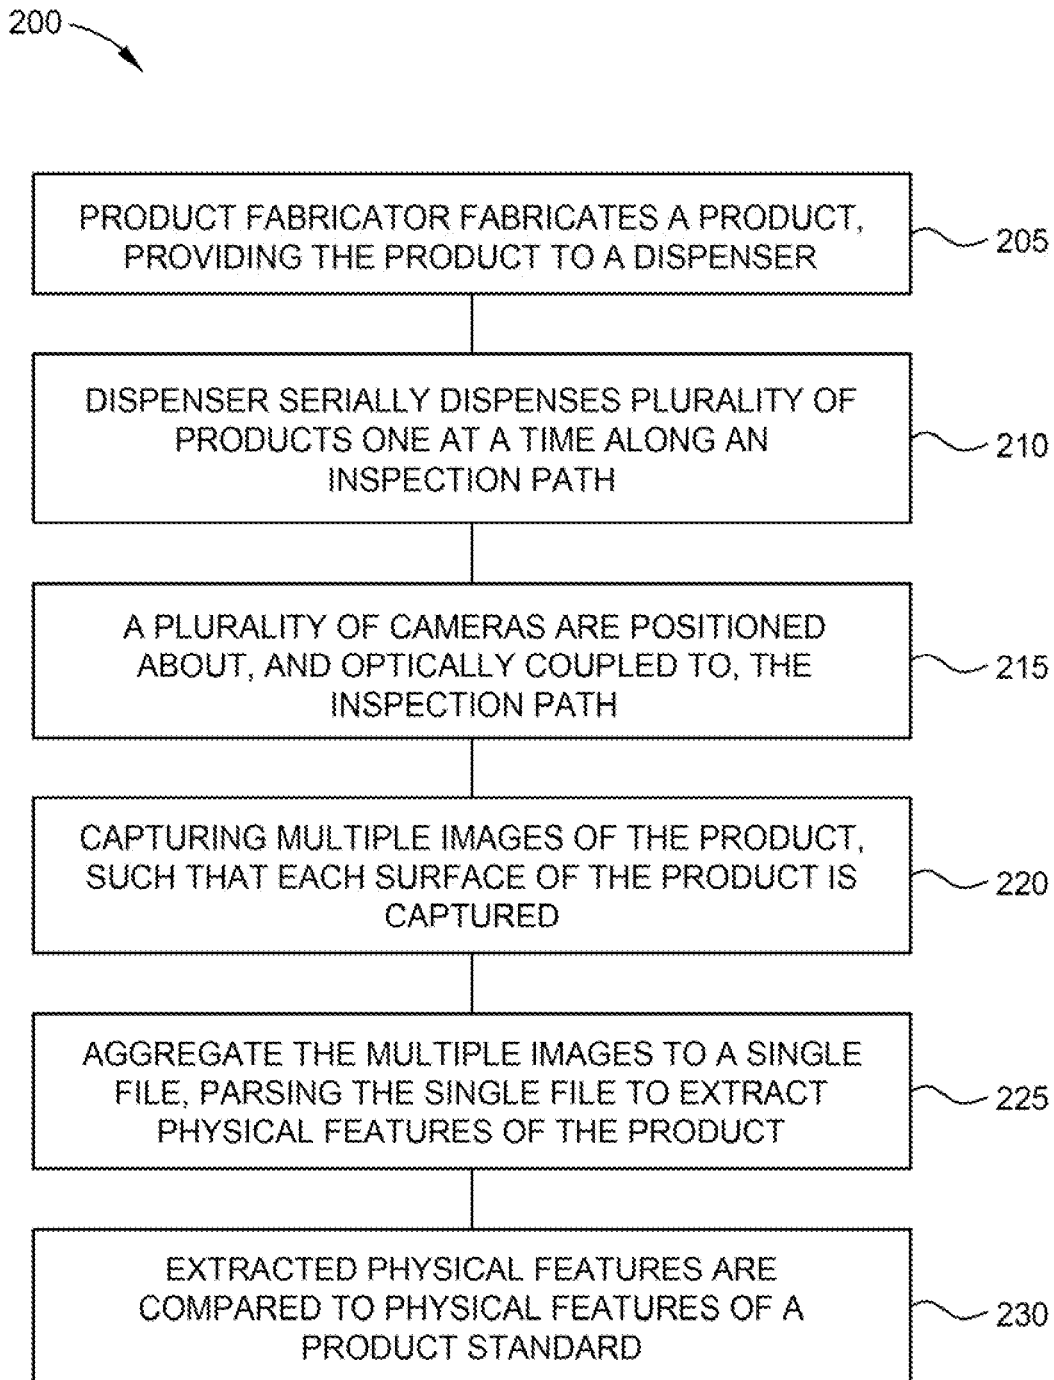 200
PRODUCT FABRICATOR FABRICATES A PRODUCT,
PROVIDING THE PRODUCT TO A DISPENSER
205
DISPENSER SERIALLY DISPENSES PLURALITY OF
PRODUCTS ONE AT A TIME ALONG AN
INSPECTION PATH
210
A PLURALITY OF CAMERAS ARE POSITIONED
ABOUT, AND OPTICALLY COUPLED TO, THE
INSPECTION PATH
215
CAPTURING MULTIPLE IMAGES OF THE PRODUCT,
SUCH THAT EACH SURFACE OF THE PRODUCT IS
CAPTURED
220
AGGREGATE THE MULTIPLE IMAGES TO A SINGLE
FILE, PARSING THE SINGLE FILE TO EXTRACT
PHYSICAL FEATURES OF THE PRODUCT
225
EXTRACTED PHYSICAL FEATURES ARE
COMPARED TO PHYSICAL FEATURES OF A
PRODUCT STANDARD
230